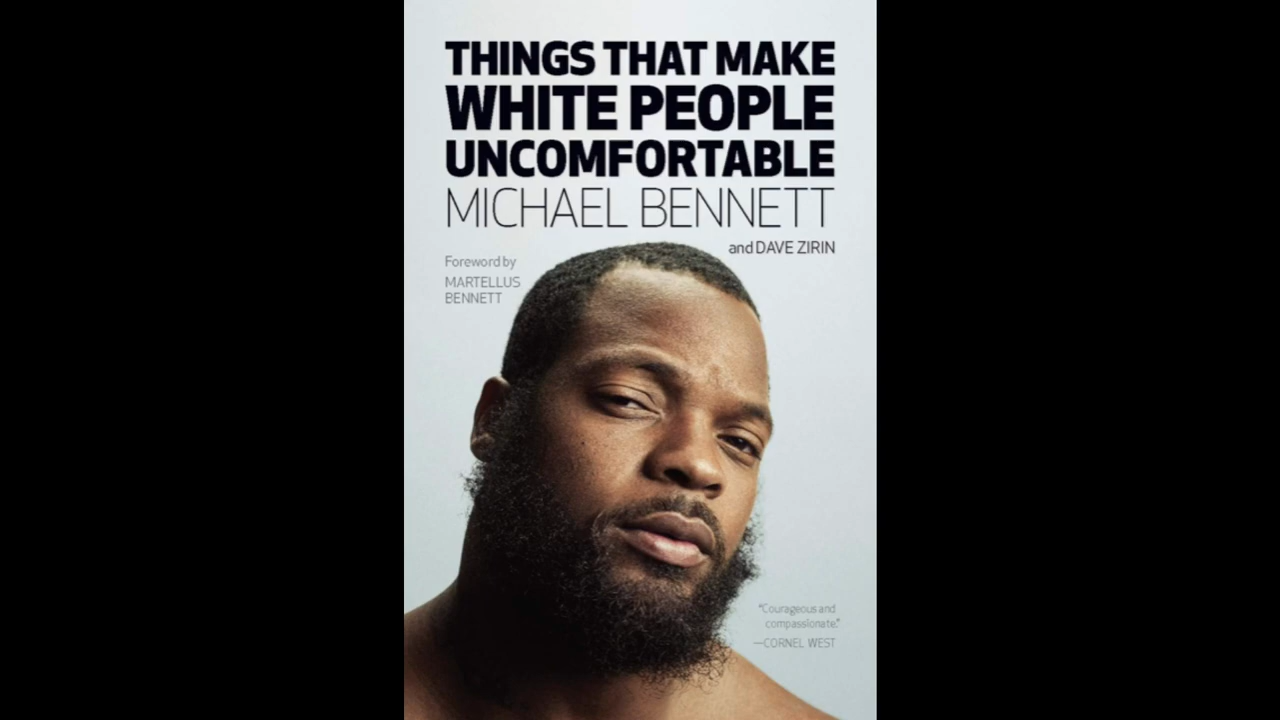 THINGS THAT MAKE
WHITE PEOPLE
UNCOMFORTABLE
MICHAEL BENNETT
and DAVE ZIRIN
Foreword by
MARTELLUS
BENNETT
“Courageous and
compassionate.”
—CORNEL WEST